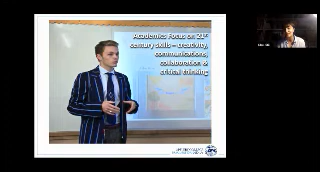 Academics Focus on 21st
century skills – creativity,
communications,
collaboration &
critical thinking